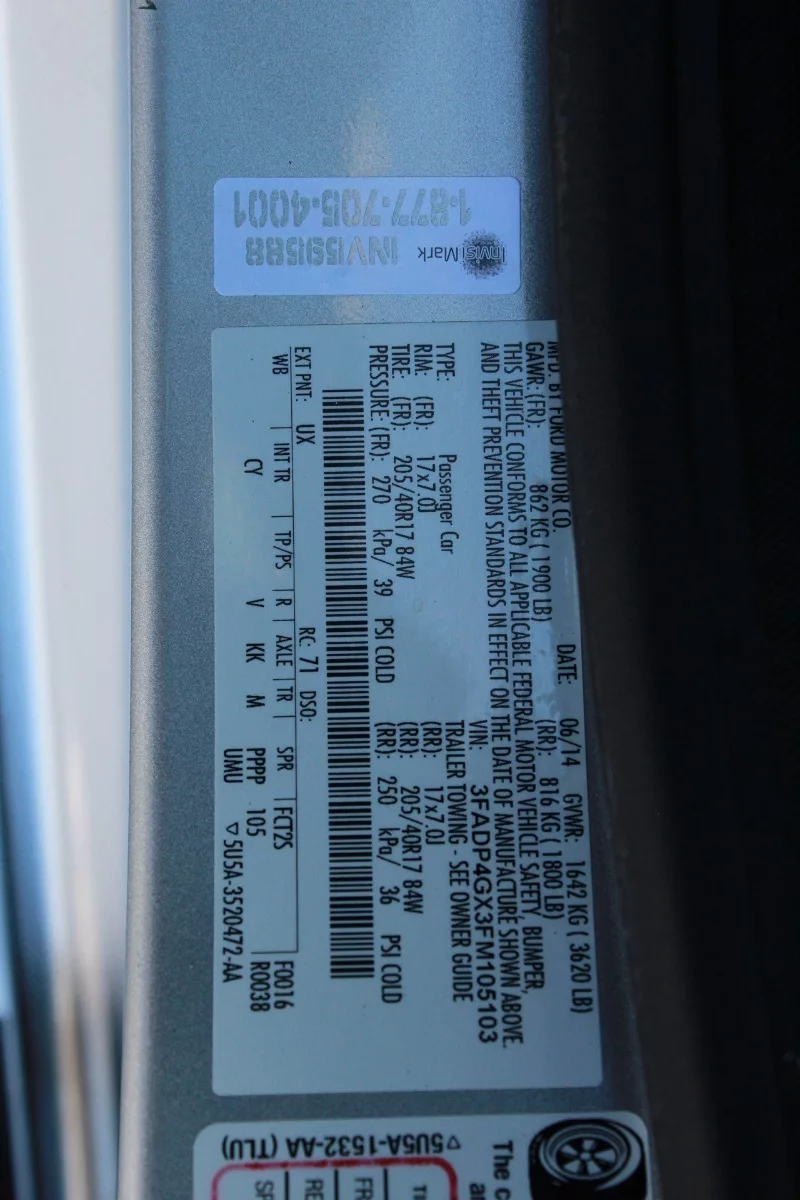 1-877-705-4001
INV159588
InvisiMark
MFD. BY FORD MOTOR CO.
DATE: 06/14 GVWR: 1642 KG ( 3620 LB)
GAWR: (FR): 862 KG ( 1900 LB) (RR): 816 KG ( 1800 LB)
THIS VEHICLE CONFORMS TO ALL APPLICABLE FEDERAL MOTOR VEHICLE SAFETY, BUMPER,
AND THEFT PREVENTION STANDARDS IN EFFECT ON THE DATE OF MANUFACTURE SHOWN ABOVE.
VIN: 3FADP4GX3FM105103
TYPE: Passenger Car TRAILER TOWING - SEE OWNER GUIDE
RIM: (FR): 17x7.0J (RR): 17x7.0J
TIRE: (FR): 205/40R17 84W (RR): 205/40R17 84W
PRESSURE: (FR): 270 kPa/ 39 PSI COLD (RR): 250 kPa/ 36 PSI COLD
EXT PNT: UX RC: 71 DSO:
WB | INT TR | TP/PS | R | AXLE | TR | SPR | FCT2S F0016
CY V KK M PPPP 105 R0038
UMU ▽5U5A-3520472-AA
▽5U5A-1532-AA (TLU)
The c